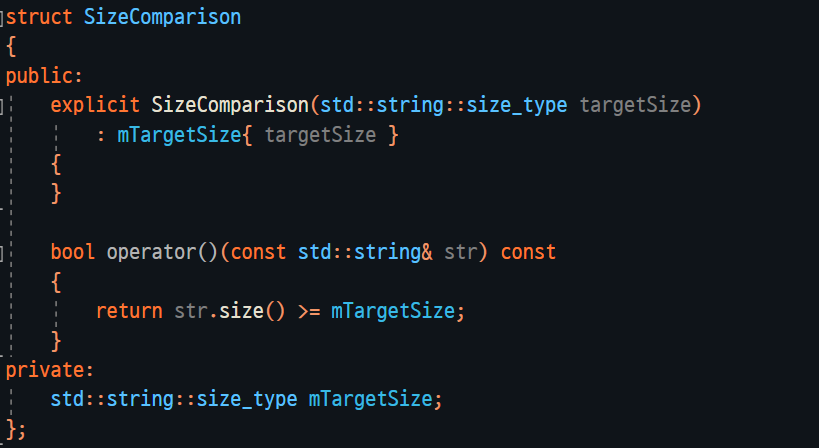 struct SizeComparison
{
public:
    explicit SizeComparison(std::string::size_type targetSize)
        : mTargetSize{ targetSize }
    {
    }

    bool operator()(const std::string& str) const
    {
        return str.size() >= mTargetSize;
    }
private:
    std::string::size_type mTargetSize;
};